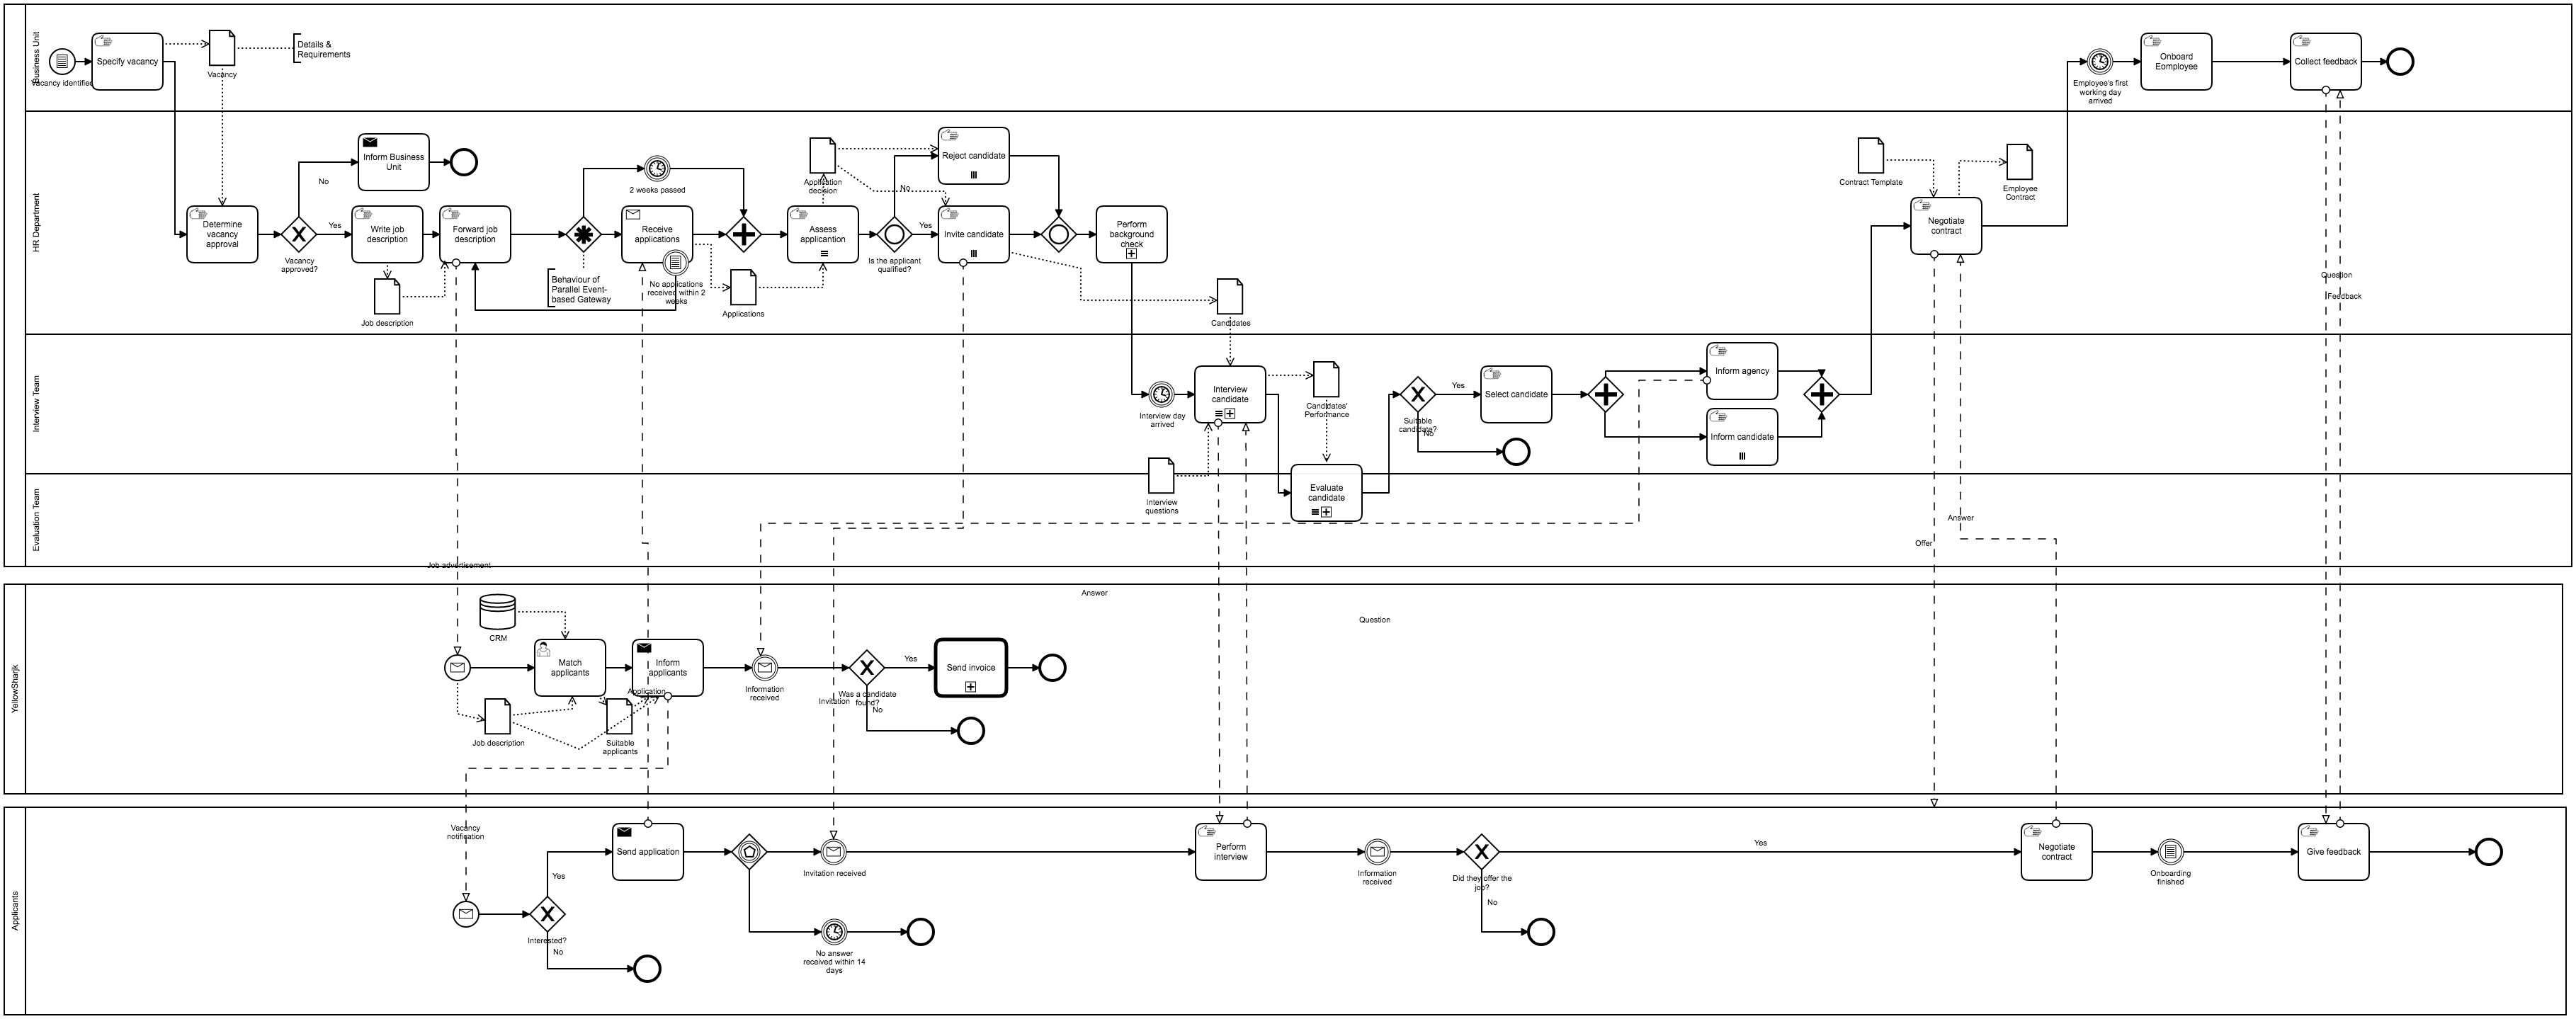 Business Unit
Vacancy identified
Specify vacancy
Vacancy
Details &
Requirements
Employee's first
working day
arrived
Onboard
Eomployee
Collect feedback
HR Department
Determine
vacancy
approval
Vacancy
approved?
No
Yes
Inform Business
Unit
Write job
description
Job description
Forward job
description
Behaviour of
Parallel Event-
based Gateway
2 weeks passed
Receive
applications
No applications
received within 2
weeks
Applications
Assess
applicantion
Application
decision
Is the applicant
qualified?
No
Yes
Reject candidate
Invite candidate
Perform
background
check
Candidates
Contract Template
Employee
Contract
Negotiate
contract
Question
Feedback
Interview Team
Interview day
arrived
Interview
candidate
Candidates'
Performance
Suitable
candidate?
No
Yes
Select candidate
Inform agency
Inform candidate
Evaluation Team
Interview
questions
Evaluate
candidate
Answer
Offer
Job advertisement
YellowSharjk
Answer
Question
CRM
Match
applicants
Inform
applicants
Application
Job description
Suitable
applicants
Information
received
Invitation
Was a candidate
found?
Yes
No
Send invoice
Applicants
Vacancy
notification
Interested?
Yes
No
Send application
Invitation received
No answer
received within 14
days
Perform
interview
Information
received
Did they offer the
job?
No
Yes
Negotiate
contract
Onboarding
finished
Give feedback